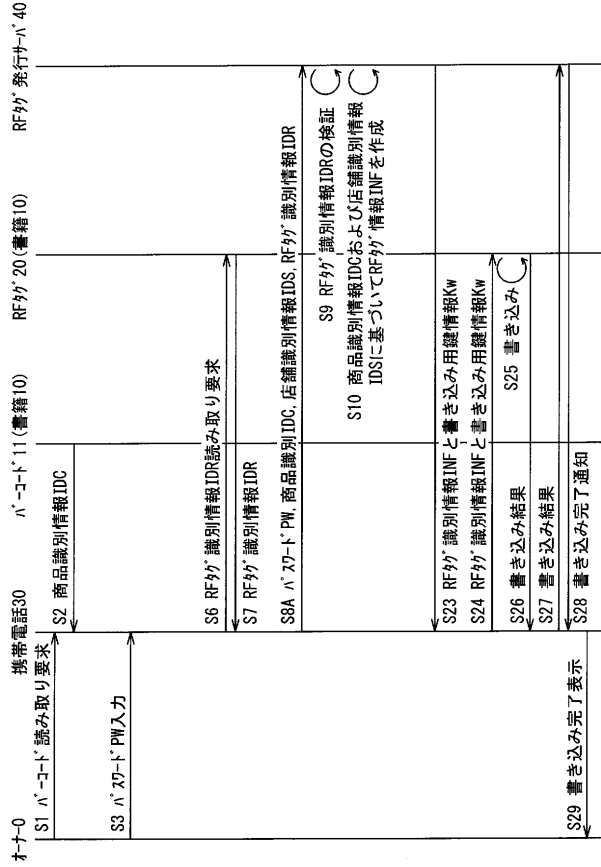 オーナーO
携帯電話30
バーコード11(書籍10)
RFタグ20(書籍10)
RFタグ発行サーバ40
S1 バーコード読み取り要求
S2 商品識別情報IDC
S3 パスワードPW入力
S6 RFタグ識別情報IDR読み取り要求
S7 RFタグ識別情報IDR
S8A パスワードPW, 商品識別IDC, 店舗識別情報IDS, RFタグ識別情報IDR
S9 RFタグ識別情報IDRの検証
S10 商品識別情報IDCおよび店舗識別情報
IDSに基づいてRFタグ情報INFを作成
S23 RFタグ識別情報INFと書き込み用鍵情報Kw
S24 RFタグ識別情報INFと書き込み用鍵情報Kw
S25 書き込み
S26 書き込み結果
S27 書き込み結果
S28 書き込み完了通知
S29 書き込み完了表示